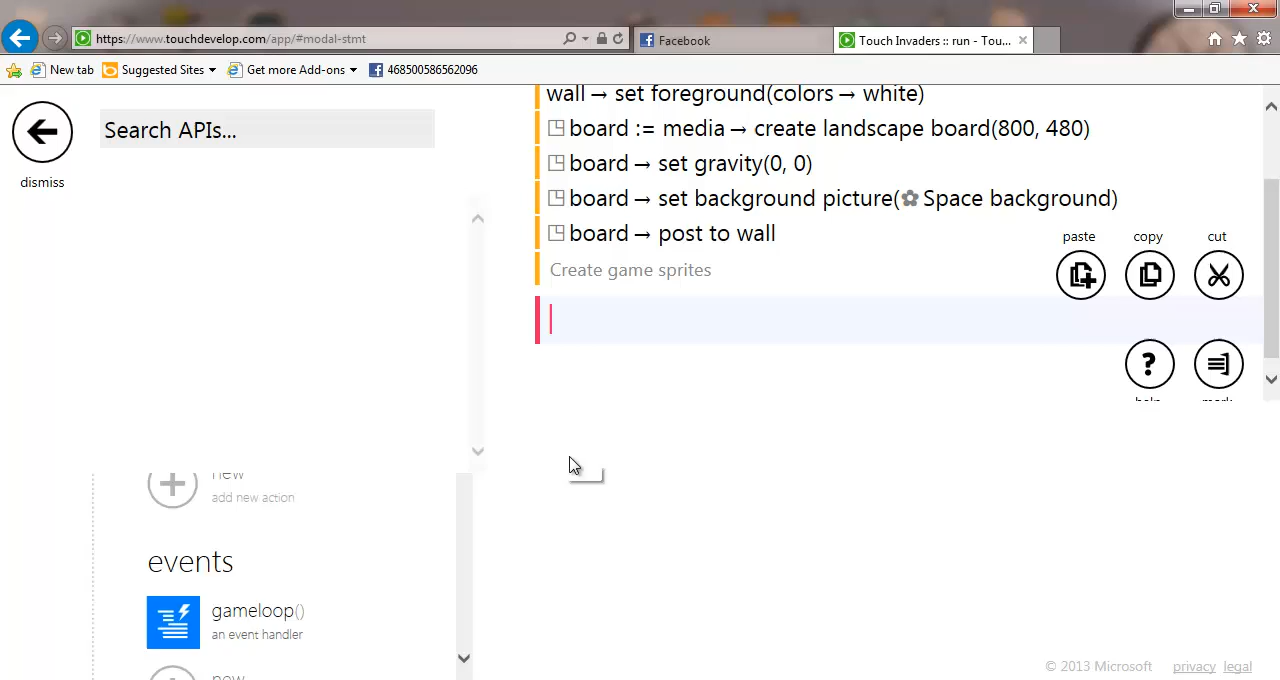 https://www.touchdevelop.com/app/#modal-stmt
Facebook
Touch Invaders :: run - Tou...
New tab
Suggested Sites
Get more Add-ons
468500586562096
dismiss
Search APIs...
wall → set foreground(colors → white)
board := media → create landscape board(800, 480)
board → set gravity(0, 0)
board → set background picture(✿ Space background)
board → post to wall
Create game sprites
paste
copy
cut
help
mark
new
add new action
events
gameloop()
an event handler
new
© 2013 Microsoft
privacy
legal